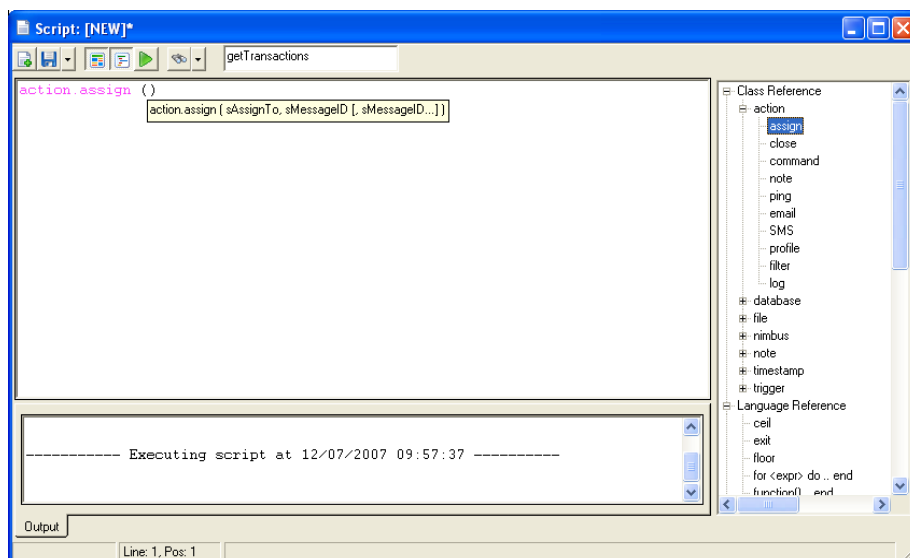 Script: [NEW]*
getTransactions
action.assign ()
action.assign ( sAssignTo, sMessageID [, sMessageID...] )
Class Reference
action
assign
close
command
note
ping
email
SMS
profile
filter
log
database
file
nimbus
note
timestamp
trigger
Language Reference
ceil
exit
floor
for <expr> do .. end
function() .. end
----------- Executing script at 12/07/2007 09:57:37 ----------
Output
Line: 1, Pos: 1